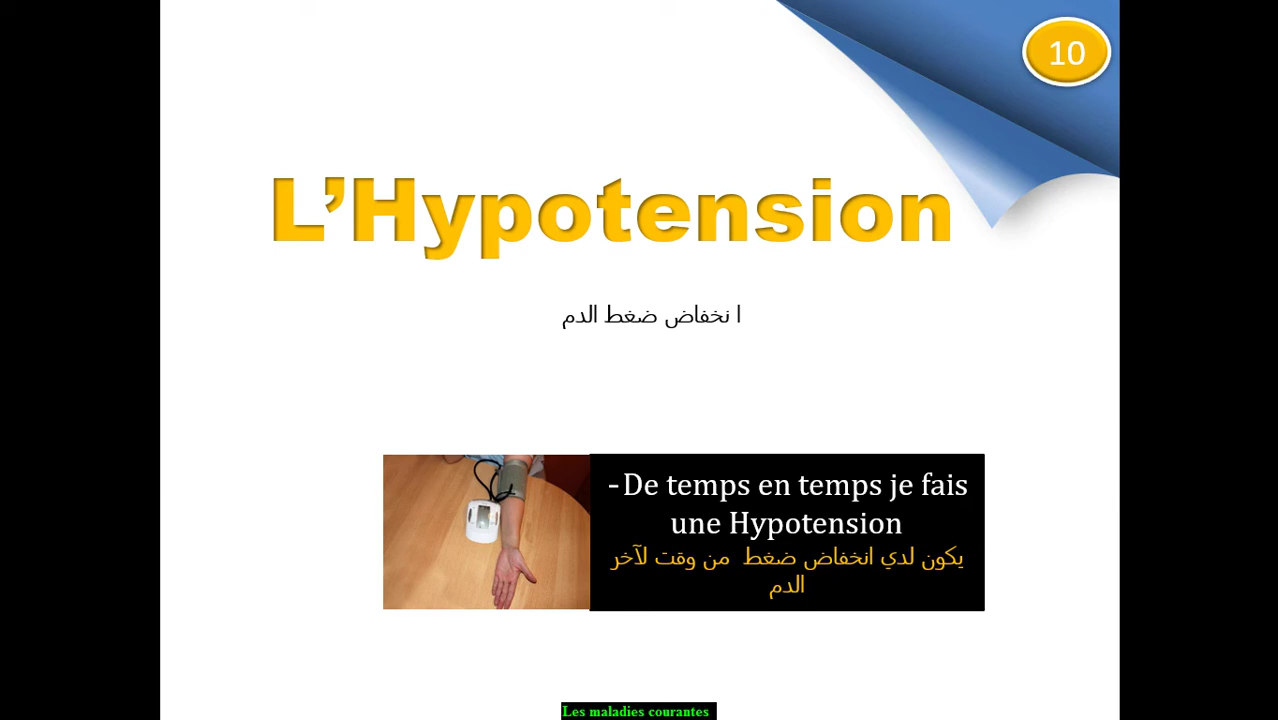 10
L’Hypotension
ا نخفاض ضغط الدم
-De temps en temps je fais
une Hypotension
يكون لدي انخفاض ضغط  من وقت لآخر
الدم
Les maladies courantes